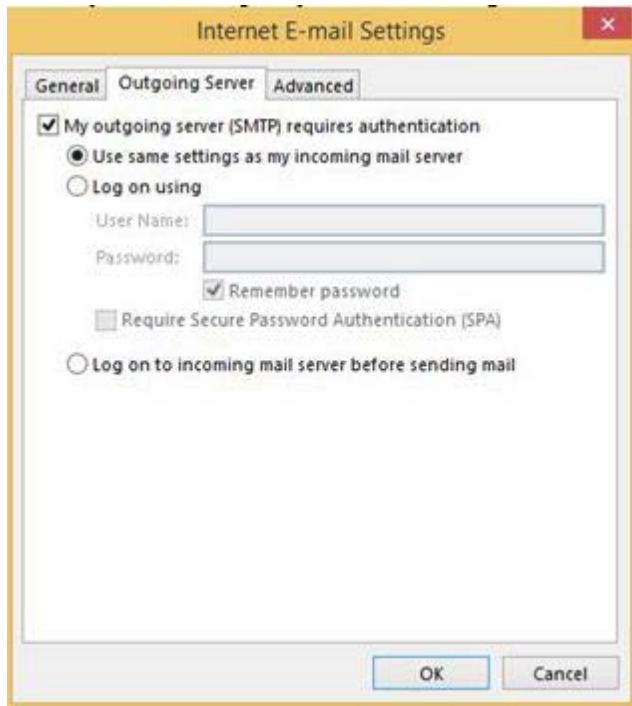 Internet E-mail Settings
General Outgoing Server Advanced
My outgoing server (SMTP) requires authentication
Use same settings as my incoming mail server
Log on using
User Name:
Password:
Remember password
Require Secure Password Authentication (SPA)
Log on to incoming mail server before sending mail
OK Cancel